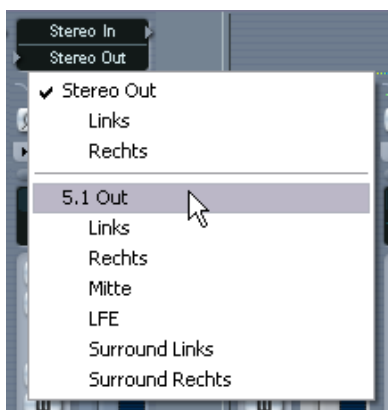 Stereo In
Stereo Out
Stereo Out
Links
Rechts
5.1 Out
Links
Rechts
Mitte
LFE
Surround Links
Surround Rechts